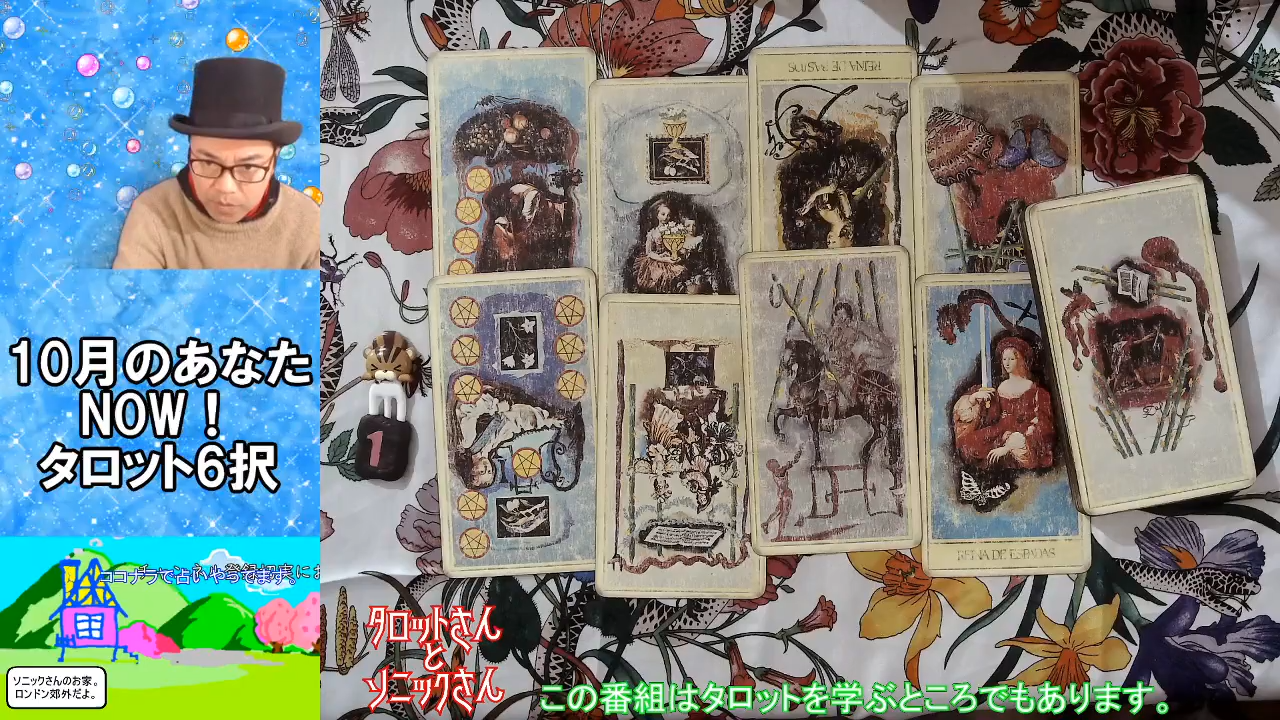 10月のあなた
NOW！
タロット6択
ソニックさんのお家。
ロンドン郊外だよ。
REINA DE BASTOS
1
REINA DE ESPADAS
タロットさん
と
ソニックさん
この番組はタロットを学ぶところでもあります。